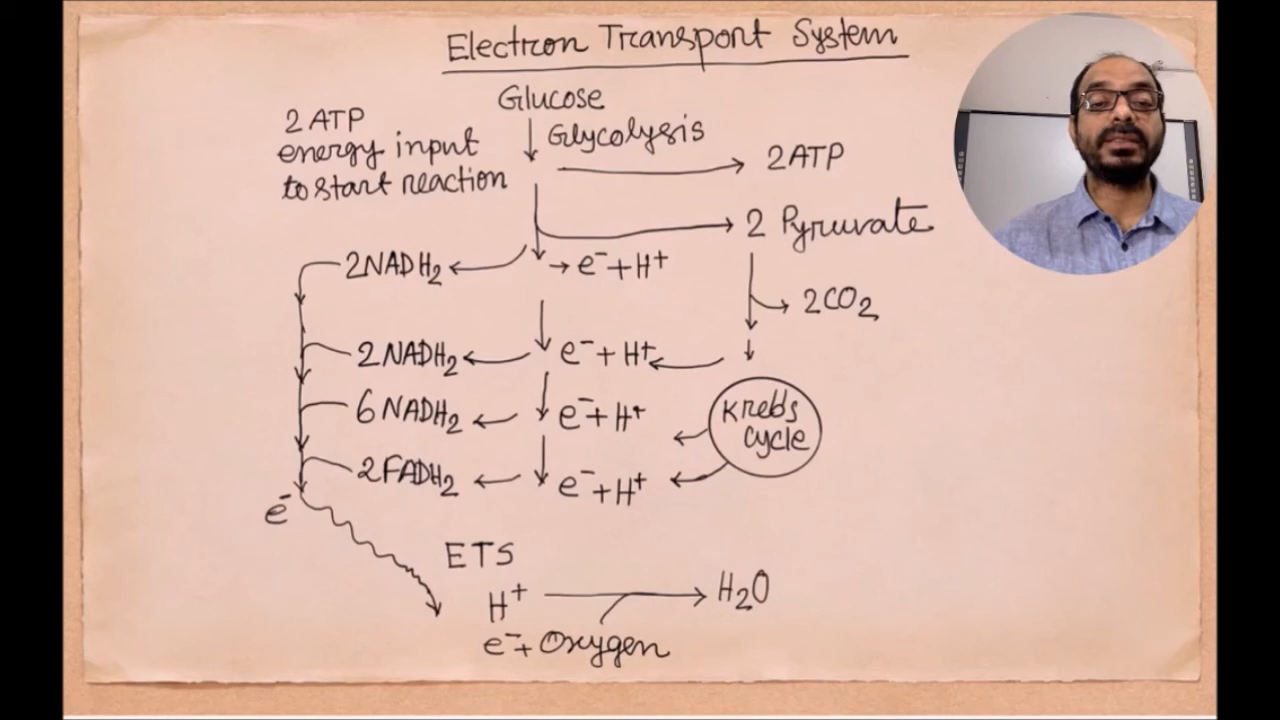 Electron Transport System
Glucose
2 ATP
energy input
to start reaction
Glycolysis
2ATP
2 Pyruvate
2NADH₂
→ e⁻ + H⁺
2CO₂
2NADH₂
e⁻ + H⁺
6NADH₂
e⁻+ H⁺
Kreb's
cycle
2FADH₂
e⁻+H⁺
e⁻
ETS
H⁺
H₂O
e⁻+ Oxygen